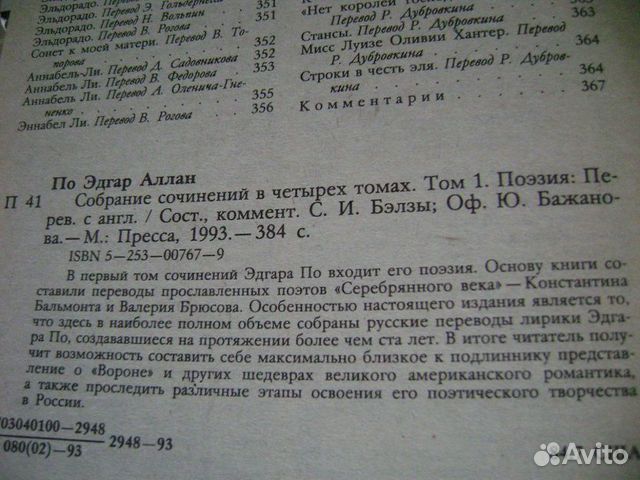 Эльдорадо. Перевод Э. Гольдернесса . 351
Эльдорадо. Перевод Н. Вольпин . . 351
Эльдорадо. Перевод В. Рогова
Сонет к моей матери. Перевод В. То-
порова . . . 352
Аннабель-Ли. Перевод Д. Садовникова 352
Аннабель Ли. Перевод В. Федорова . 353
Аннабель Ли. Перевод А. Оленича-Гне-
ненко . . . 355
Эннабел Ли. Перевод В. Рогова . . 356
"Нет королей
Перевод Р. Дубровкина . . . 363
Стансы. Перевод Р. Дубровкина . . 363
Мисс Луизе Оливии Хантер. Перевод
Р. Дубровкина . . . 364
Строки в честь эля. Перевод Р. Дубров-
кина . . . 364
Комментарии . . . 367
По Эдгар Аллан
П 41 Собрание сочинений в четырех томах. Том 1. Поэзия: Пе-
рев. с англ. / Сост., коммент. С. И. Бэлзы; Оф. Ю. Бажано-
ва.—М.: Пресса, 1993.—384 с.
ISBN 5—253—00767—9
В первый том сочинений Эдгара По входит его поэзия. Основу книги со-
ставили переводы прославленных поэтов «Серебрянного века»—Константина
Бальмонта и Валерия Брюсова. Особенностью настоящего издания является то,
что здесь в наиболее полном объеме собраны русские переводы лирики Эдга-
ра По, создававшиеся на протяжении более чем ста лет. В итоге читатель полу-
чит возможность составить себе максимально близкое к подлиннику представ-
ление о «Вороне» и других шедеврах великого американского романтика,
а также проследить различные этапы освоения его поэтического творчества
в России.
03040100—2948
080(02)—93 2948—93
Avito